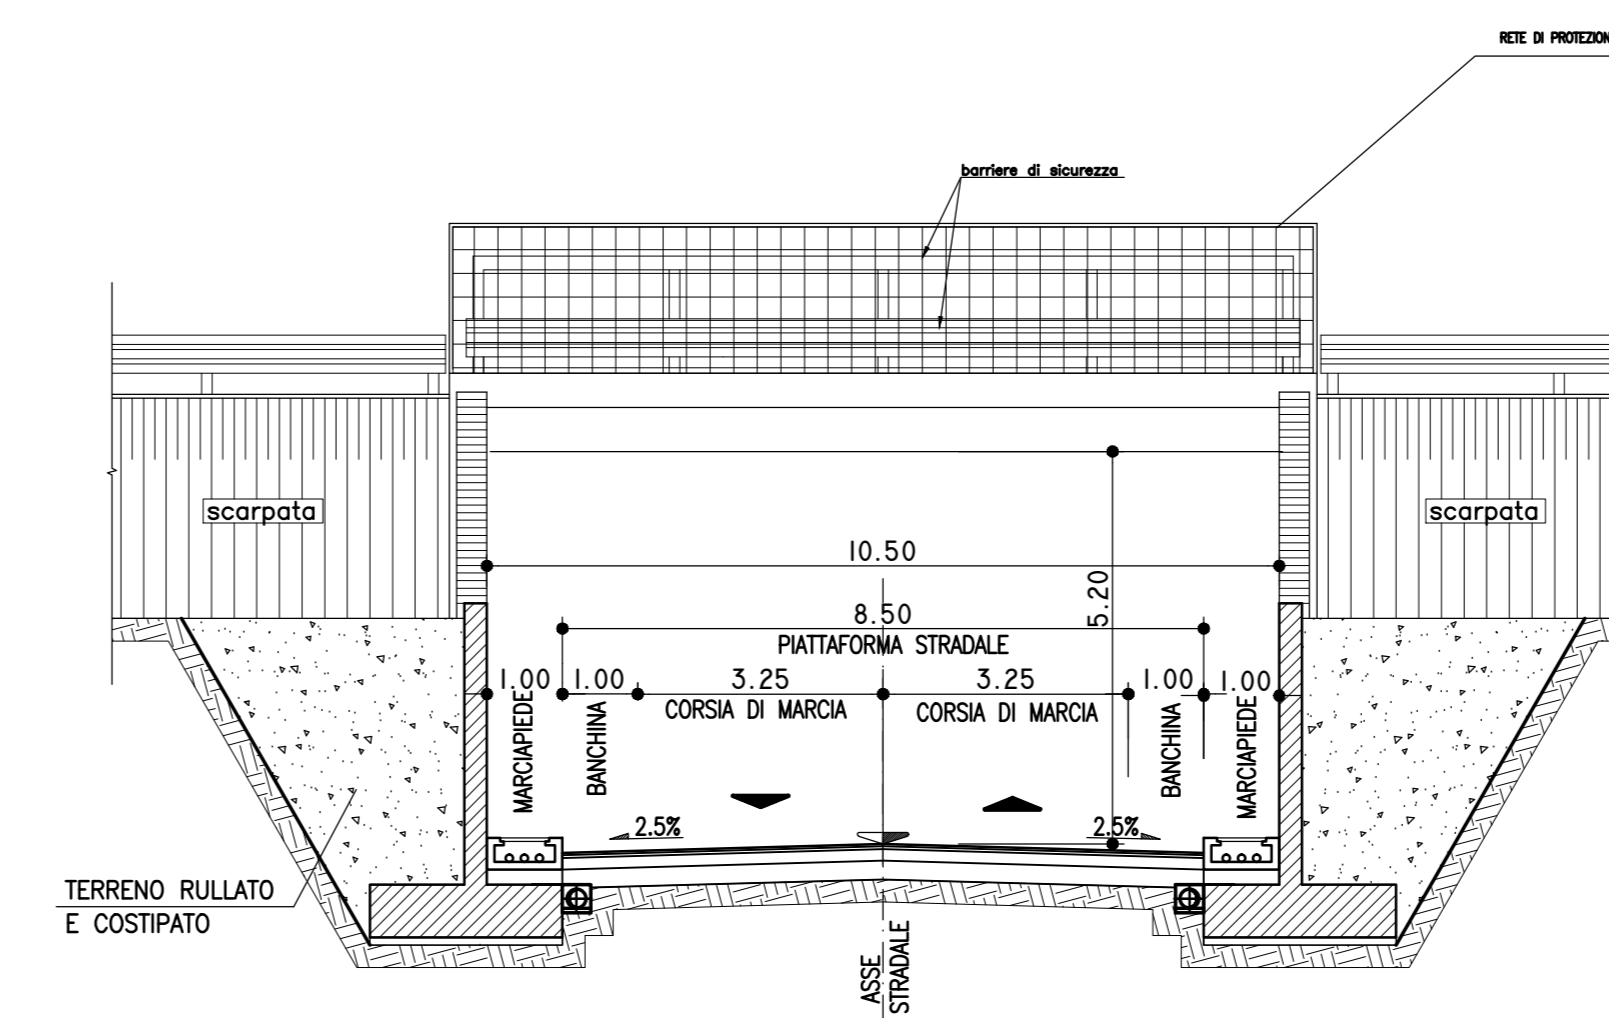 RETE DI PROTEZION
barriere di sicurezza
scarpata
scarpata
10.50
5.20
8.50
PIATTAFORMA STRADALE
1.00
1.00
3.25
3.25
1.00
1.00
CORSIA DI MARCIA
CORSIA DI MARCIA
MARCIAPIEDE
BANCHINA
BANCHINA
MARCIAPIEDE
2.5%
2.5%
TERRENO RULLATO
E COSTIPATO
ASSE
STRADALE